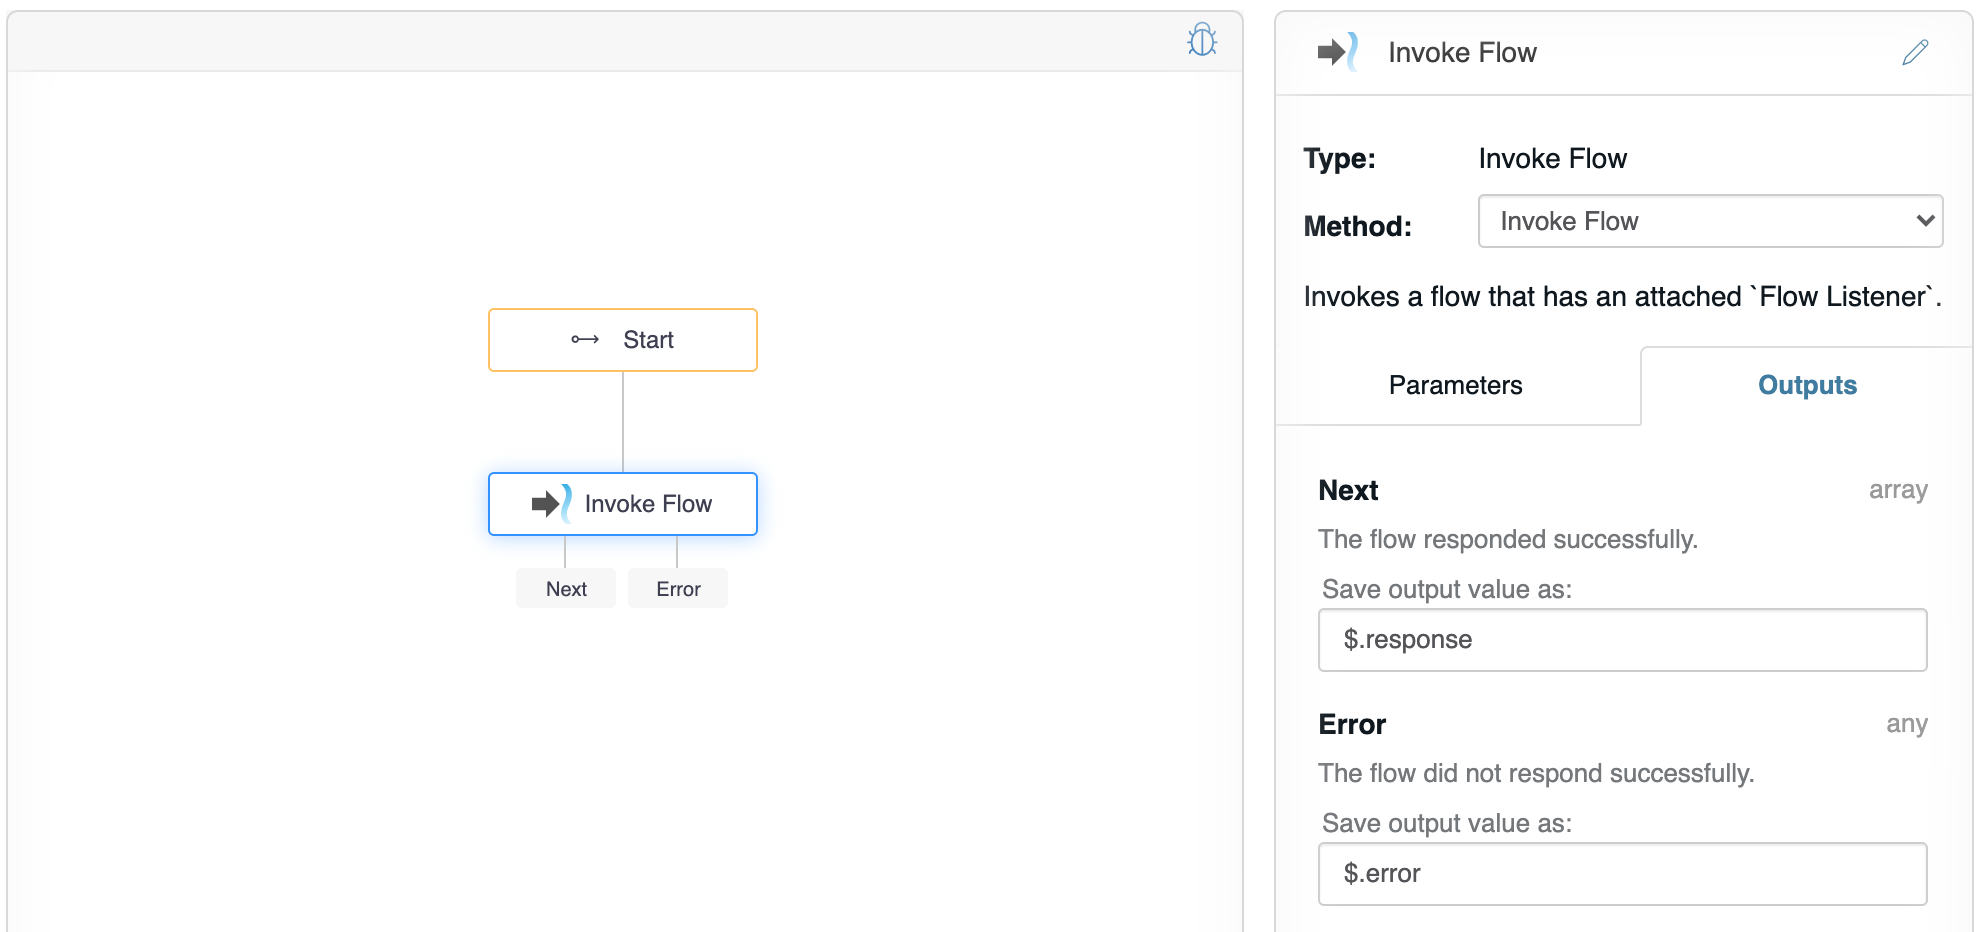 Start
Invoke Flow
Next
Error
Invoke Flow
Type: Invoke Flow
Method: Invoke Flow
Invokes a flow that has an attached `Flow Listener`.
Parameters Outputs
Next array
The flow responded successfully.
Save output value as:
$.response
Error any
The flow did not respond successfully.
Save output value as:
$.error